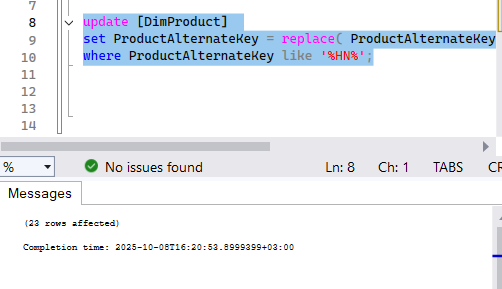 7
8 update [DimProduct]
9 set ProductAlternateKey = replace( ProductAlternateKey
10 where ProductAlternateKey like '%HN%';
11
12
13
14
% No issues found Ln: 8 Ch: 1 TABS CR
Messages
(23 rows affected)
Completion time: 2025-10-08T16:20:53.8999399+03:00